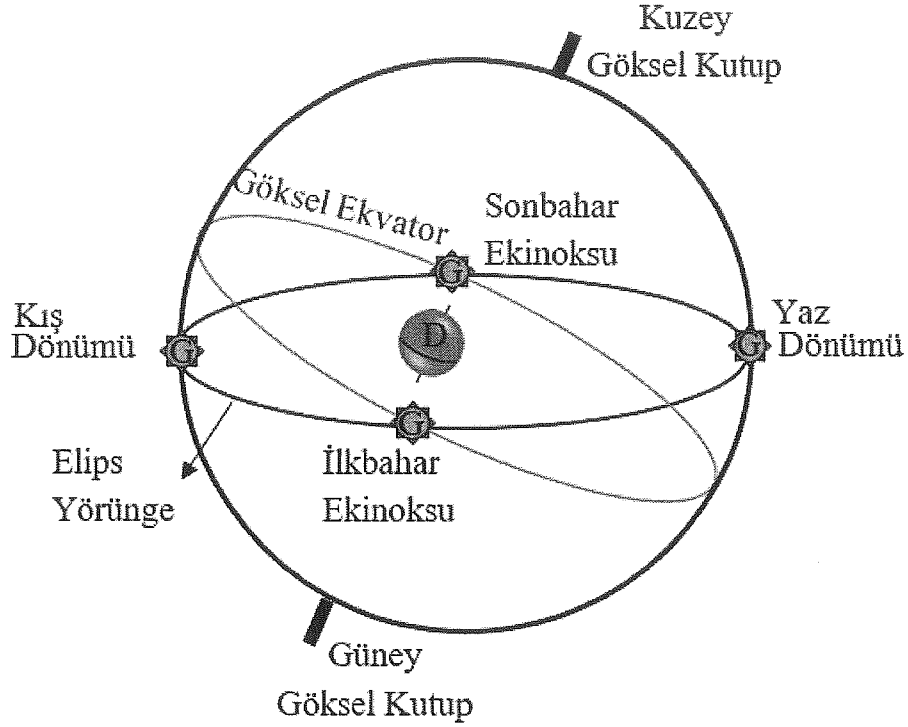 Kuzey
Göksel Kutup
Göksel Ekvator
Sonbahar
Ekinoksu
G
Kış
Dönümü
G
D
Yaz
Dönümü
G
G
Elips
Yörünge
İlkbahar
Ekinoksu
Güney
Göksel Kutup